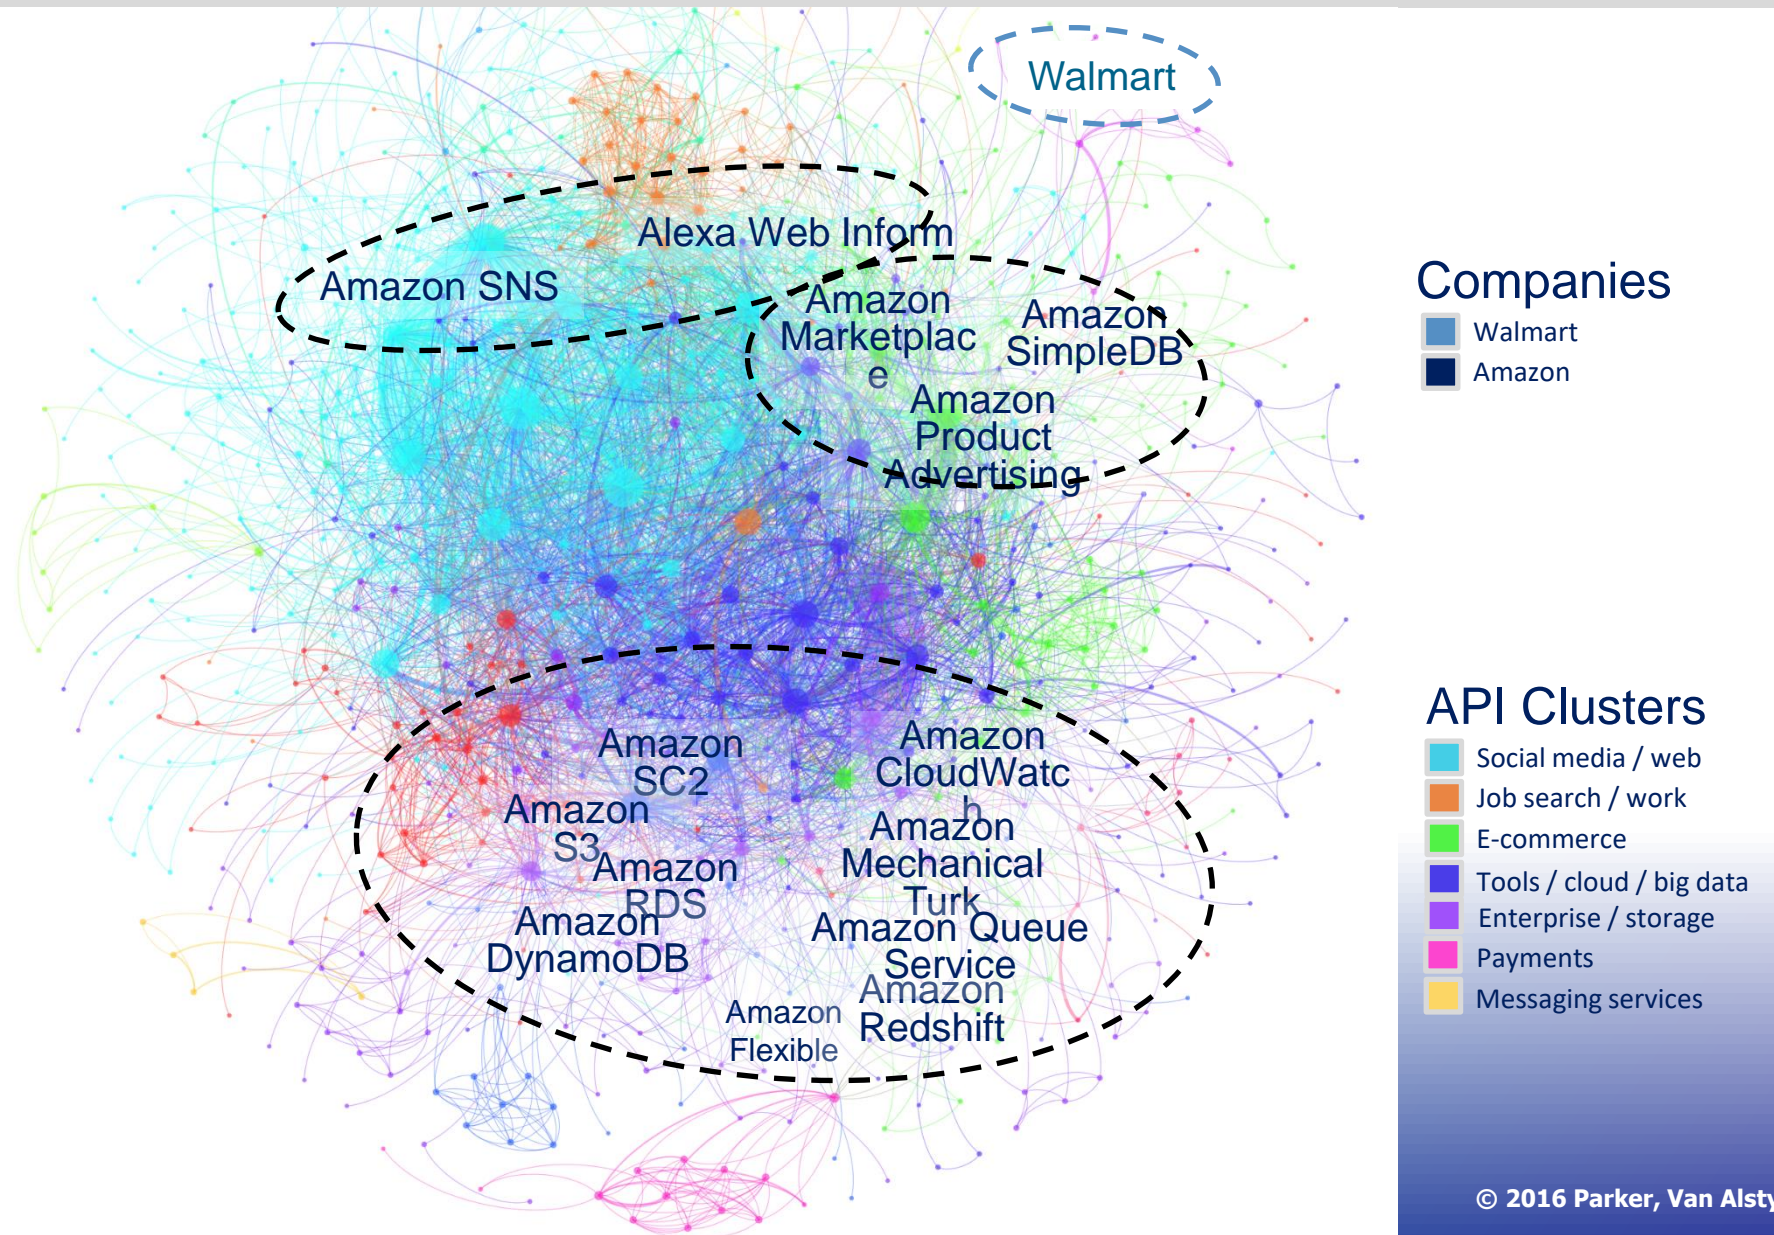 Walmart
Alexa Web Inform
Amazon SNS
Amazon
Marketplac
e
Amazon
SimpleDB
Amazon
Product
Advertising
Amazon
SC2
Amazon
S3
Amazon
RDS
Amazon
DynamoDB
Amazon
CloudWatc
h
Amazon
Mechanical
Turk
Amazon Queue
Service
Amazon
Redshift
Amazon
Flexible
Companies
Walmart
Amazon
API Clusters
Social media / web
Job search / work
E-commerce
Tools / cloud / big data
Enterprise / storage
Payments
Messaging services
© 2016 Parker, Van Alsty